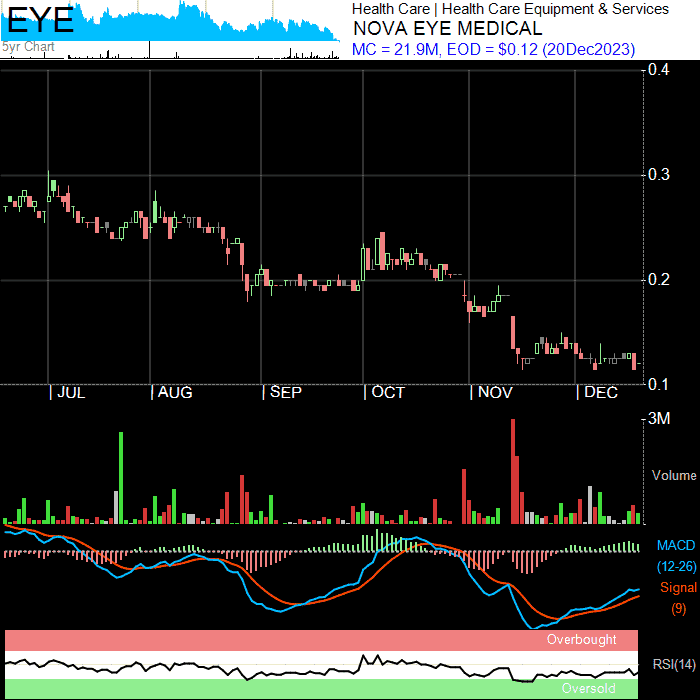 EYE
5yr Chart
Health Care | Health Care Equipment & Services
NOVA EYE MEDICAL
MC = 21.9M, EOD = $0.12 (20Dec2023)
0.4
0.3
0.2
0.1
| JUL | AUG | SEP | OCT | NOV | DEC
3M
Volume
MACD
(12-26)
Signal
(9)
Overbought
RSI(14)
Oversold